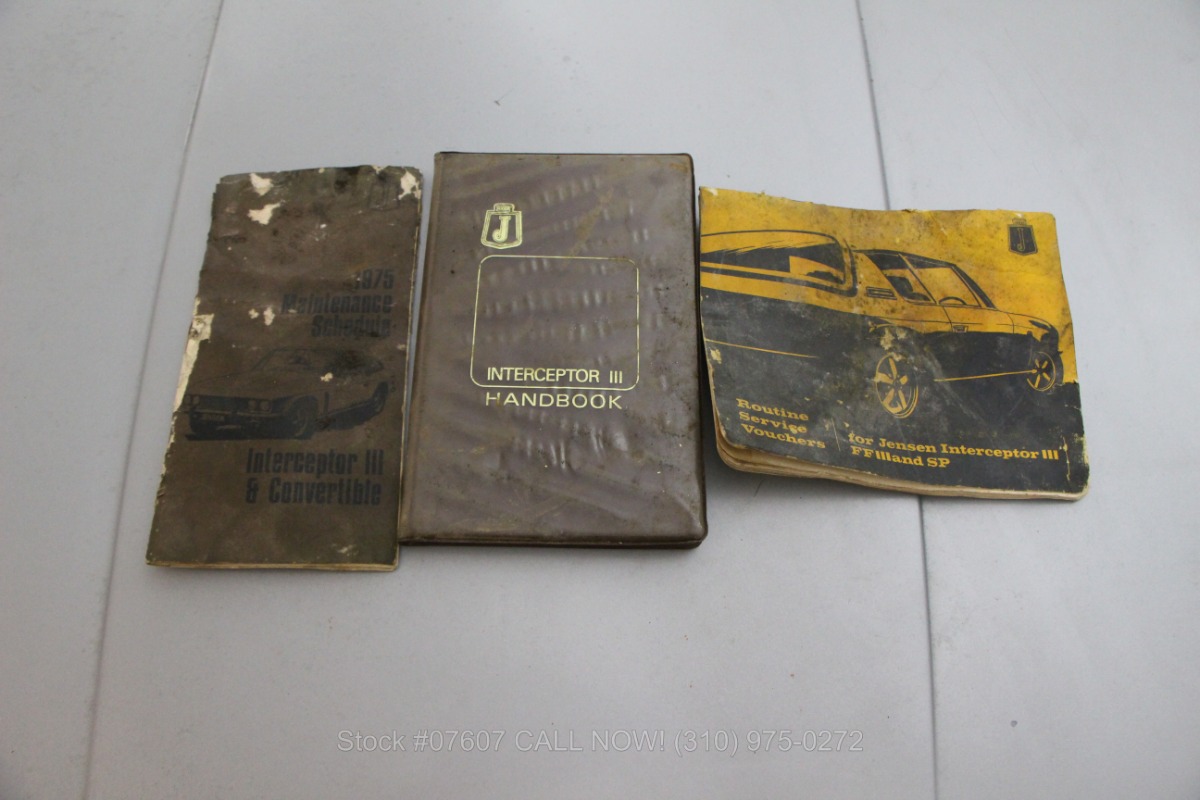 1975
Maintenance
Schedule
Interceptor III
& Convertible
J
INTERCEPTOR III
HANDBOOK
J
Routine
Service
Vouchers
for Jensen Interceptor III
FF III and SP
Stock #07607 CALL NOW! (310) 975-0272